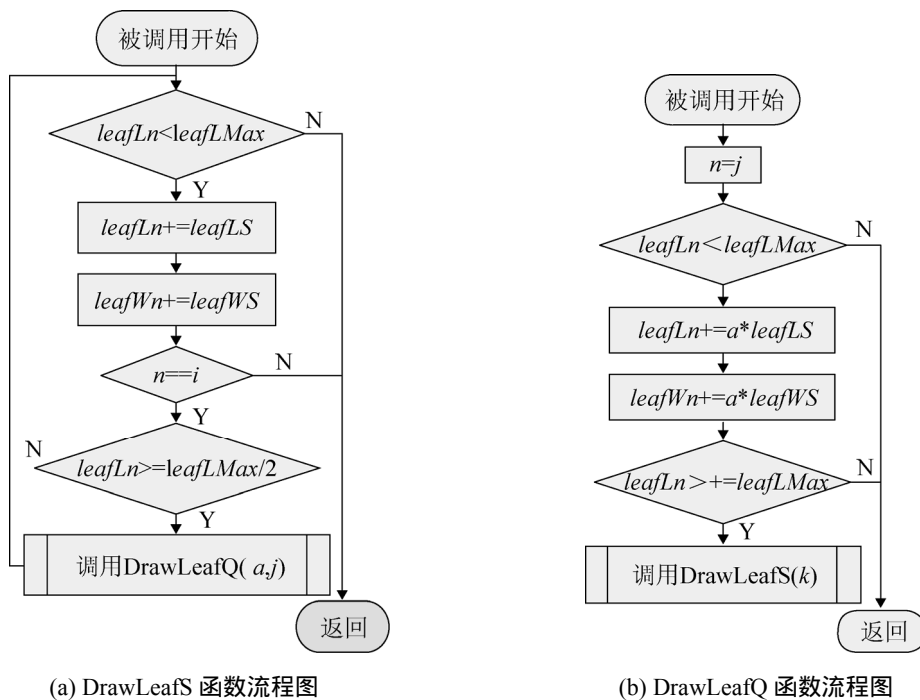 被调用开始
leafLn<leafLMax
N
Y
leafLn+=leafLS
leafWn+=leafWS
n==i
N
Y
N
leafLn>=leafLMax/2
Y
调用DrawLeafQ( a,j)
返回
(a) DrawLeafS 函数流程图
被调用开始
n=j
N
leafLn＜leafLMax
leafLn+=a*leafLS
leafWn+=a*leafWS
leafLn＞+=leafLMax
N
Y
调用DrawLeafS(k)
返回
(b) DrawLeafQ 函数流程图